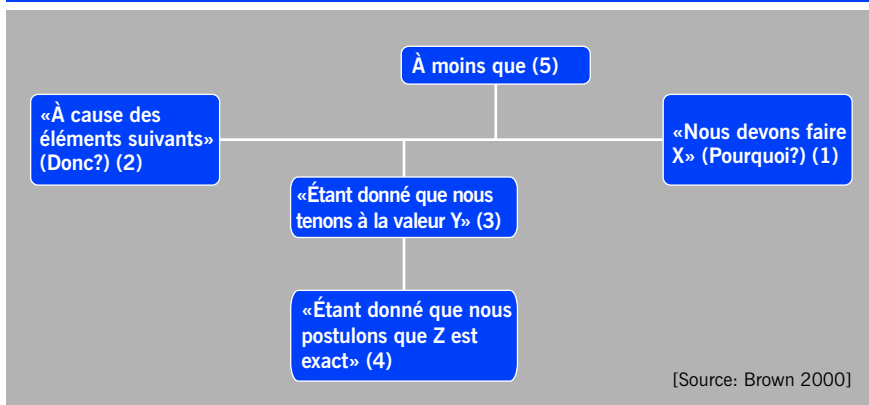 À moins que (5)
«À cause des
éléments suivants»
(Donc?) (2)
«Nous devons faire
X» (Pourquoi?) (1)
«Étant donné que nous
tenons à la valeur Y» (3)
«Étant donné que nous
postulons que Z est
exact» (4)
[Source: Brown 2000]